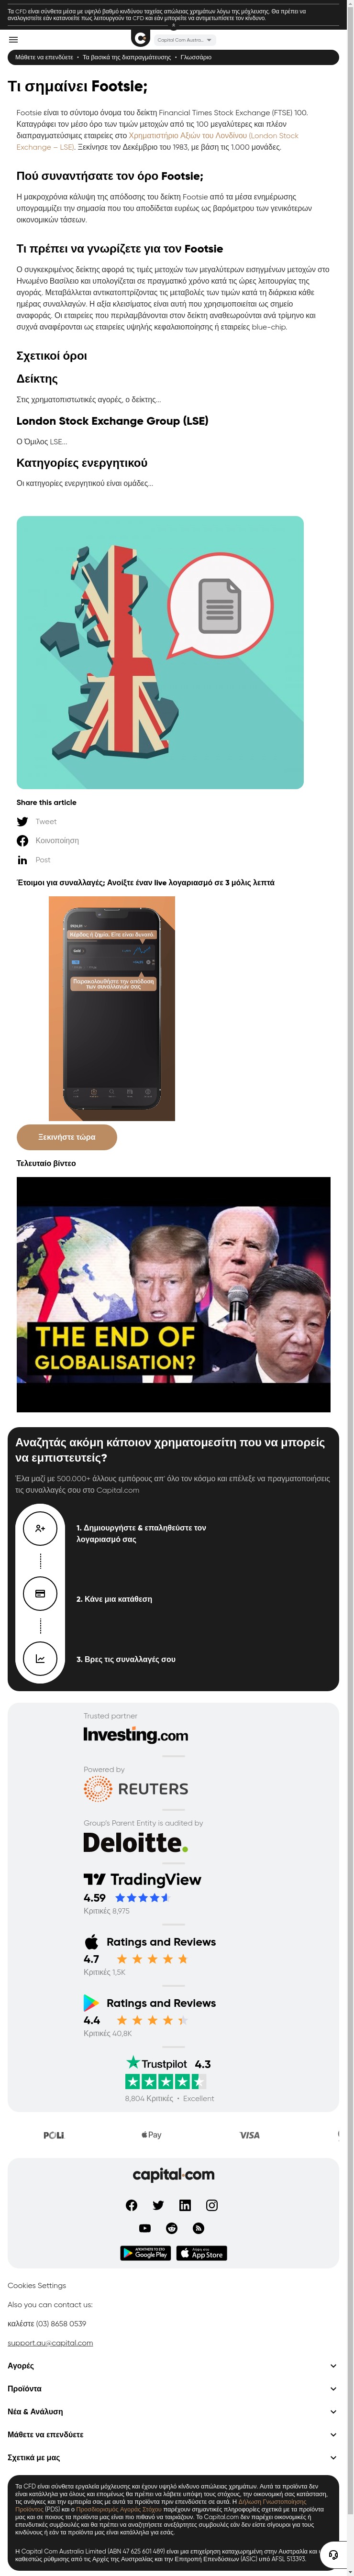 Τα CFD είναι σύνθετα μέσα με υψηλό βαθμό κινδύνου ταχείας απώλειας χρημάτων λόγω της μόχλευσης. Θα πρέπει να
αναλογιστείτε εάν κατανοείτε πως λειτουργούν τα CFD και εάν μπορείτε να αντιμετωπίσετε τον κίνδυνο.
Capital Com Austra...
Μάθετε να επενδύετε • Τα βασικά της διαπραγμάτευσης • Γλωσσάριο
Τι σημαίνει Footsie;
Footsie είναι το σύντομο όνομα του δείκτη Financial Times Stock Exchange (FTSE) 100.
Καταγράφει τον μέσο όρο των τιμών των μετοχών από τις 100 μεγαλύτερες και πλέον
διαπραγματεύσιμες εταιρείες στο Χρηματιστήριο Αξιών του Λονδίνου (London Stock
Exchange – LSE). Ξεκίνησε τον Δεκέμβριο του 1983, με βάση τις 1.000 μονάδες.
Πού συναντήσατε τον όρο Footsie;
Η μακροχρόνια κάλυψη της απόδοσης του δείκτη Footsie από τα μέσα ενημέρωσης
υπογραμμίζει την σημασία που του αποδίδεται ευρέως ως βαρόμετρου των γενικότερων
οικονομικών τάσεων.
Τι πρέπει να γνωρίζετε για τον Footsie
Ο συγκεκριμένος δείκτης αφορά τις τιμές μετοχών των μεγαλύτερων εισηγμένων μετοχών στο
Ηνωμένο Βασίλειο και υπολογίζεται σε πραγματικό χρόνο κατά τις ώρες λειτουργίας της
αγοράς. Μεταβάλλεται αντικατοπτρίζοντας τις μεταβολές των τιμών κατά τη διάρκεια κάθε
ημέρας συναλλαγών. Η αξία κλεισίματος είναι αυτή που χρησιμοποιείται ως σημείο
αναφοράς. Οι εταιρείες που περιλαμβάνονται στον δείκτη αναθεωρούνται ανά τρίμηνο και
συχνά αναφέρονται ως εταιρείες υψηλής κεφαλαιοποίησης ή εταιρείες blue-chip.
Σχετικοί όροι
Δείκτης
Στις χρηματοπιστωτικές αγορές, ο δείκτης...
London Stock Exchange Group (LSE)
Ο Όμιλος LSE...
Κατηγορίες ενεργητικού
Οι κατηγορίες ενεργητικού είναι ομάδες...
Share this article
Tweet
Κοινοποίηση
Post
Έτοιμοι για συναλλαγές; Ανοίξτε έναν live λογαριασμό σε 3 μόλις λεπτά
Κέρδος ή ζημία. Είτε είναι δυνατά.
Παρακολουθήστε την απόδοση
των συναλλαγών σας
Ξεκινήστε τώρα
Τελευταίο βίντεο
THE END OF
GLOBALISATION?
Αναζητάς ακόμη κάποιον χρηματομεσίτη που να μπορείς
να εμπιστευτείς?
Έλα μαζί με 500.000+ άλλους εμπόρους απ' όλο τον κόσμο και επέλεξε να πραγματοποιήσεις
τις συναλλαγές σου στο Capital.com
1. Δημιουργήστε & επαληθεύστε τον
λογαριασμό σας
2. Κάνε μια κατάθεση
3. Βρες τις συναλλαγές σου
Trusted partner
Investing.com
Powered by
REUTERS
Group's Parent Entity is audited by
Deloitte.
TradingView
4.59
Κριτικές 8,975
Ratings and Reviews
4.7
Κριτικές 1,5K
Ratings and Reviews
4.4
Κριτικές 40,8K
Trustpilot 4.3
8,804 Κριτικές • Excellent
POLi
Pay
VISA
capital.com
ΑΠΟΚΤΗΣΤΕ ΤΟ ΣΤΟ
Google Play
App Store
Cookies Settings
Also you can contact us:
καλέστε (03) 8658 0539
support.au@capital.com
Αγορές
Προϊόντα
Νέα & Ανάλυση
Μάθετε να επενδύετε
Σχετικά με μας
Τα CFD είναι σύνθετα εργαλεία μόχλευσης και έχουν υψηλό κίνδυνο απώλειας χρημάτων. Αυτά τα προϊόντα δεν
είναι κατάλληλα για όλους και επομένως θα πρέπει να λάβετε υπόψη τους στόχους, την οικονομική σας κατάσταση,
τις ανάγκες και την εμπειρία σας με αυτά τα προϊόντα πριν επενδύσετε σε αυτά. Η Δήλωση Γνωστοποίησης
Προϊόντος (PDS) και ο Προσδιορισμός Αγοράς Στόχου παρέχουν σημαντικές πληροφορίες σχετικά με τα προϊόντα
μας και σε ποιους τα προϊόντα μας είναι πιο πιθανό να ταιριάζουν. Το Capital.com δεν παρέχει οικονομικές ή
επενδυτικές συμβουλές και θα πρέπει να αναζητήσετε ανεξάρτητες συμβουλές εάν δεν είστε σίγουροι για τους
κινδύνους ή εάν τα προϊόντα μας είναι κατάλληλα για εσάς.
Η Capital Com Australia Limited (ABN 47 625 601 489) είναι μια επιχείρηση καταχωρημένη στην Αυστραλία και υπό
καθεστώς ρύθμισης από τις Αρχές της Αυστραλίας και την Επιτροπή Επενδύσεων (ASIC) υπό AFSL 513393.